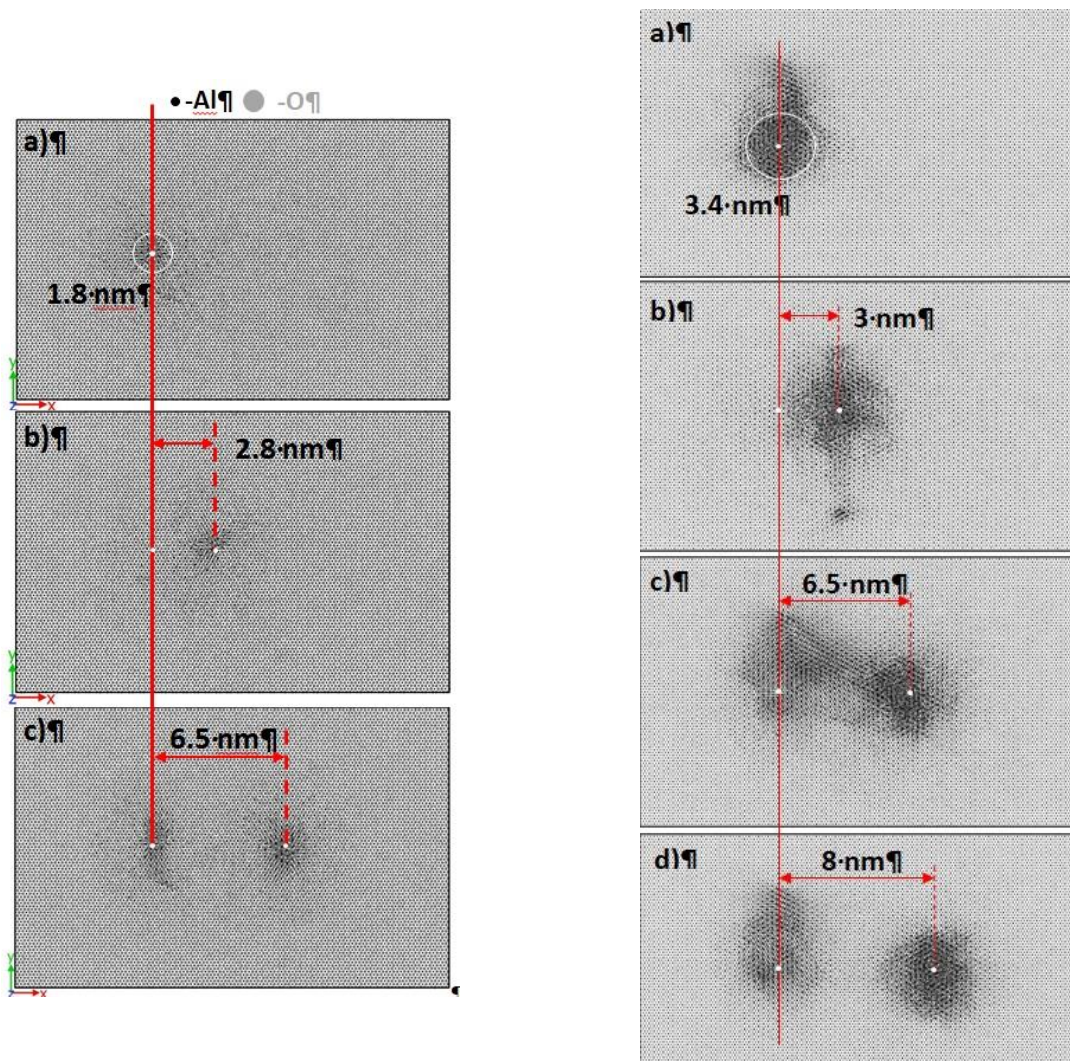 • -Al¶ -O¶
a)¶
1.8·nm¶
y
z x
b)¶
2.8·nm¶
y
z x
c)¶
6.5·nm¶
y
z x
¶
a)¶
3.4·nm¶
b)¶
3·nm¶
c)¶
6.5·nm¶
d)¶
8·nm¶